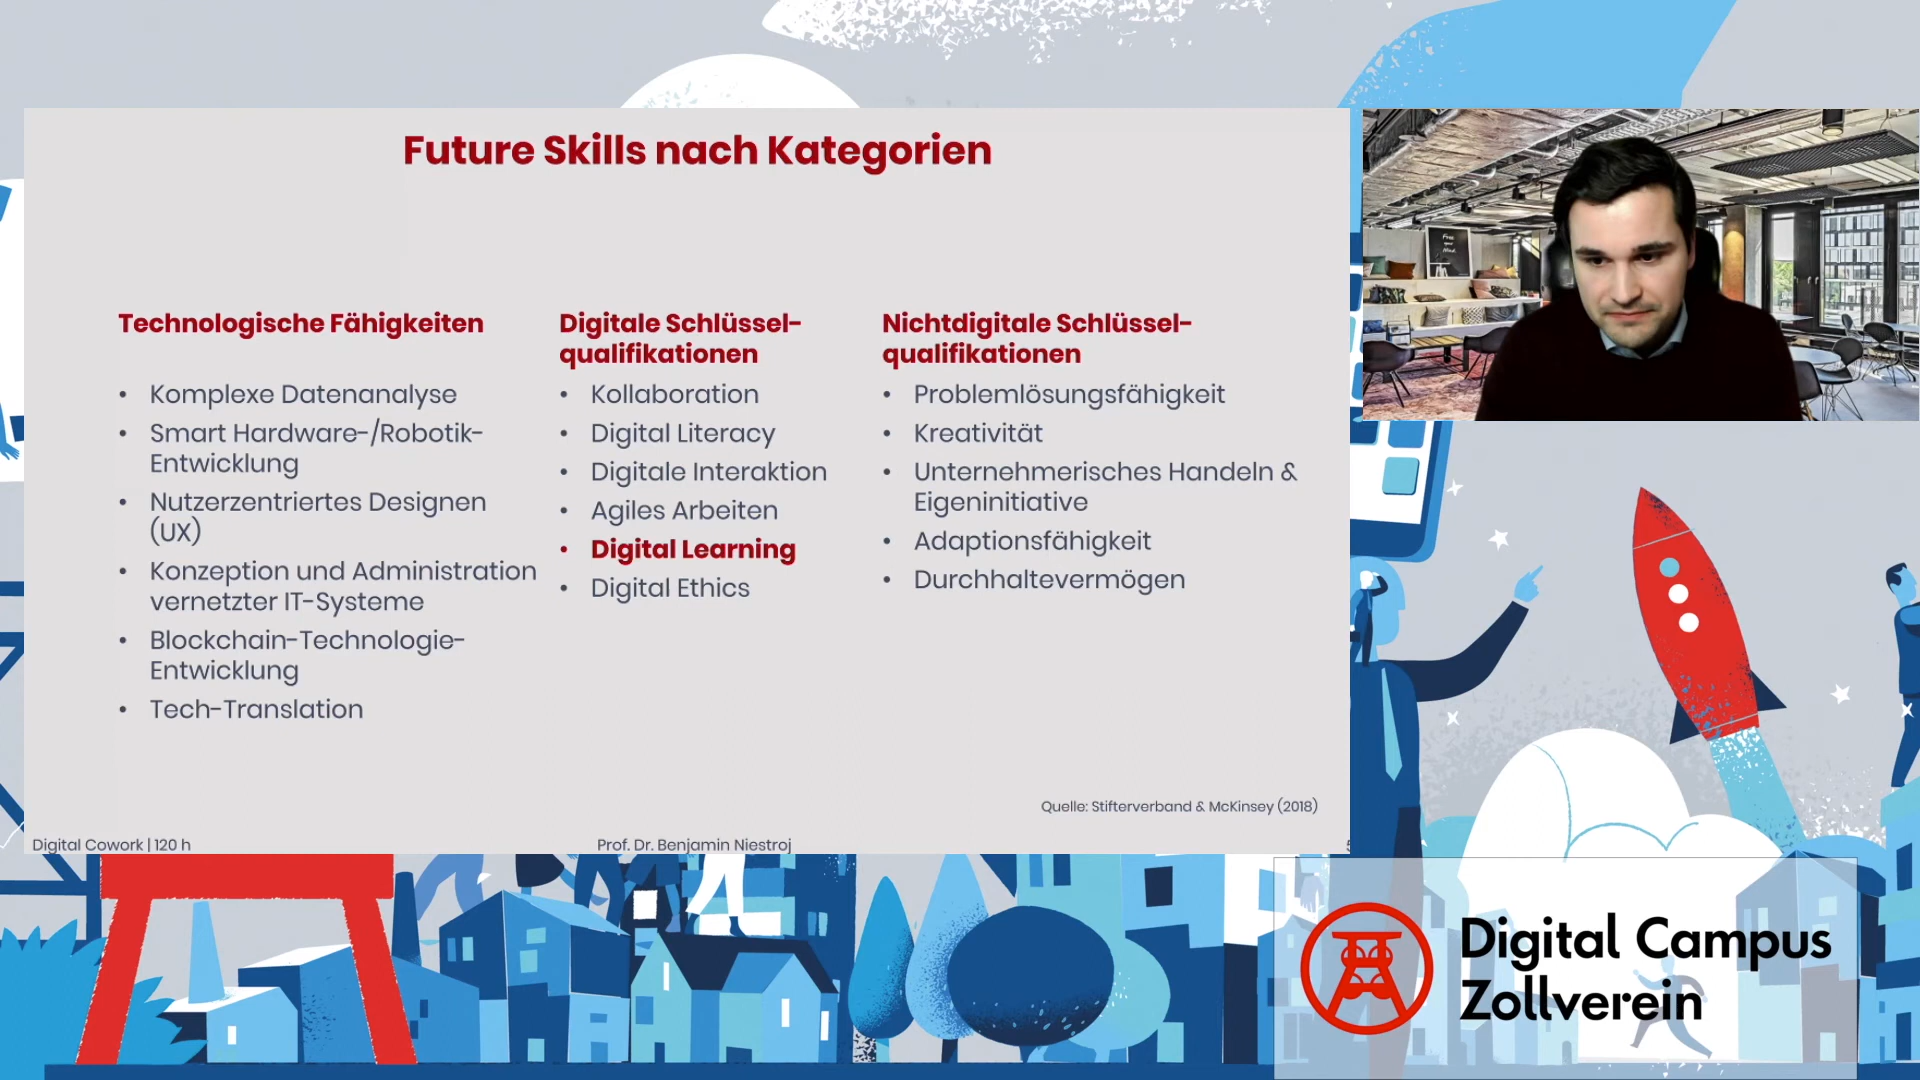 Future Skills nach Kategorien
Technologische Fähigkeiten
• Komplexe Datenanalyse
• Smart Hardware-/Robotik-
Entwicklung
• Nutzerzentriertes Designen
(UX)
• Konzeption und Administration
vernetzter IT-Systeme
• Blockchain-Technologie-
Entwicklung
• Tech-Translation
Digitale Schlüssel-
qualifikationen
• Kollaboration
• Digital Literacy
• Digitale Interaktion
• Agiles Arbeiten
• Digital Learning
• Digital Ethics
Nichtdigitale Schlüssel-
qualifikationen
• Problemlösungsfähigkeit
• Kreativität
• Unternehmerisches Handeln &
Eigeninitiative
• Adaptionsfähigkeit
• Durchhaltevermögen
Quelle: Stifterverband & McKinsey (2018)
Digital Cowork | 120 h
Prof. Dr. Benjamin Niestroj
Free
your
Mind.
Digital Campus
Zollverein